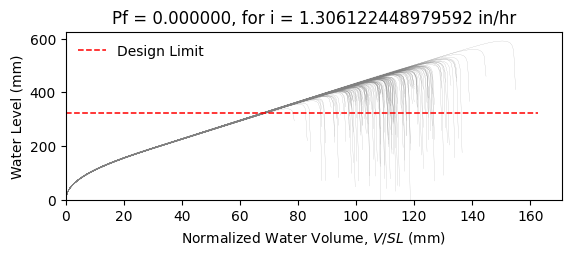 Pf = 0.000000, for i = 1.306122448979592 in/hr
Design Limit
Water Level (mm)
600
400
200
0
0 20 40 60 80 100 120 140 160
Normalized Water Volume, V/SL (mm)